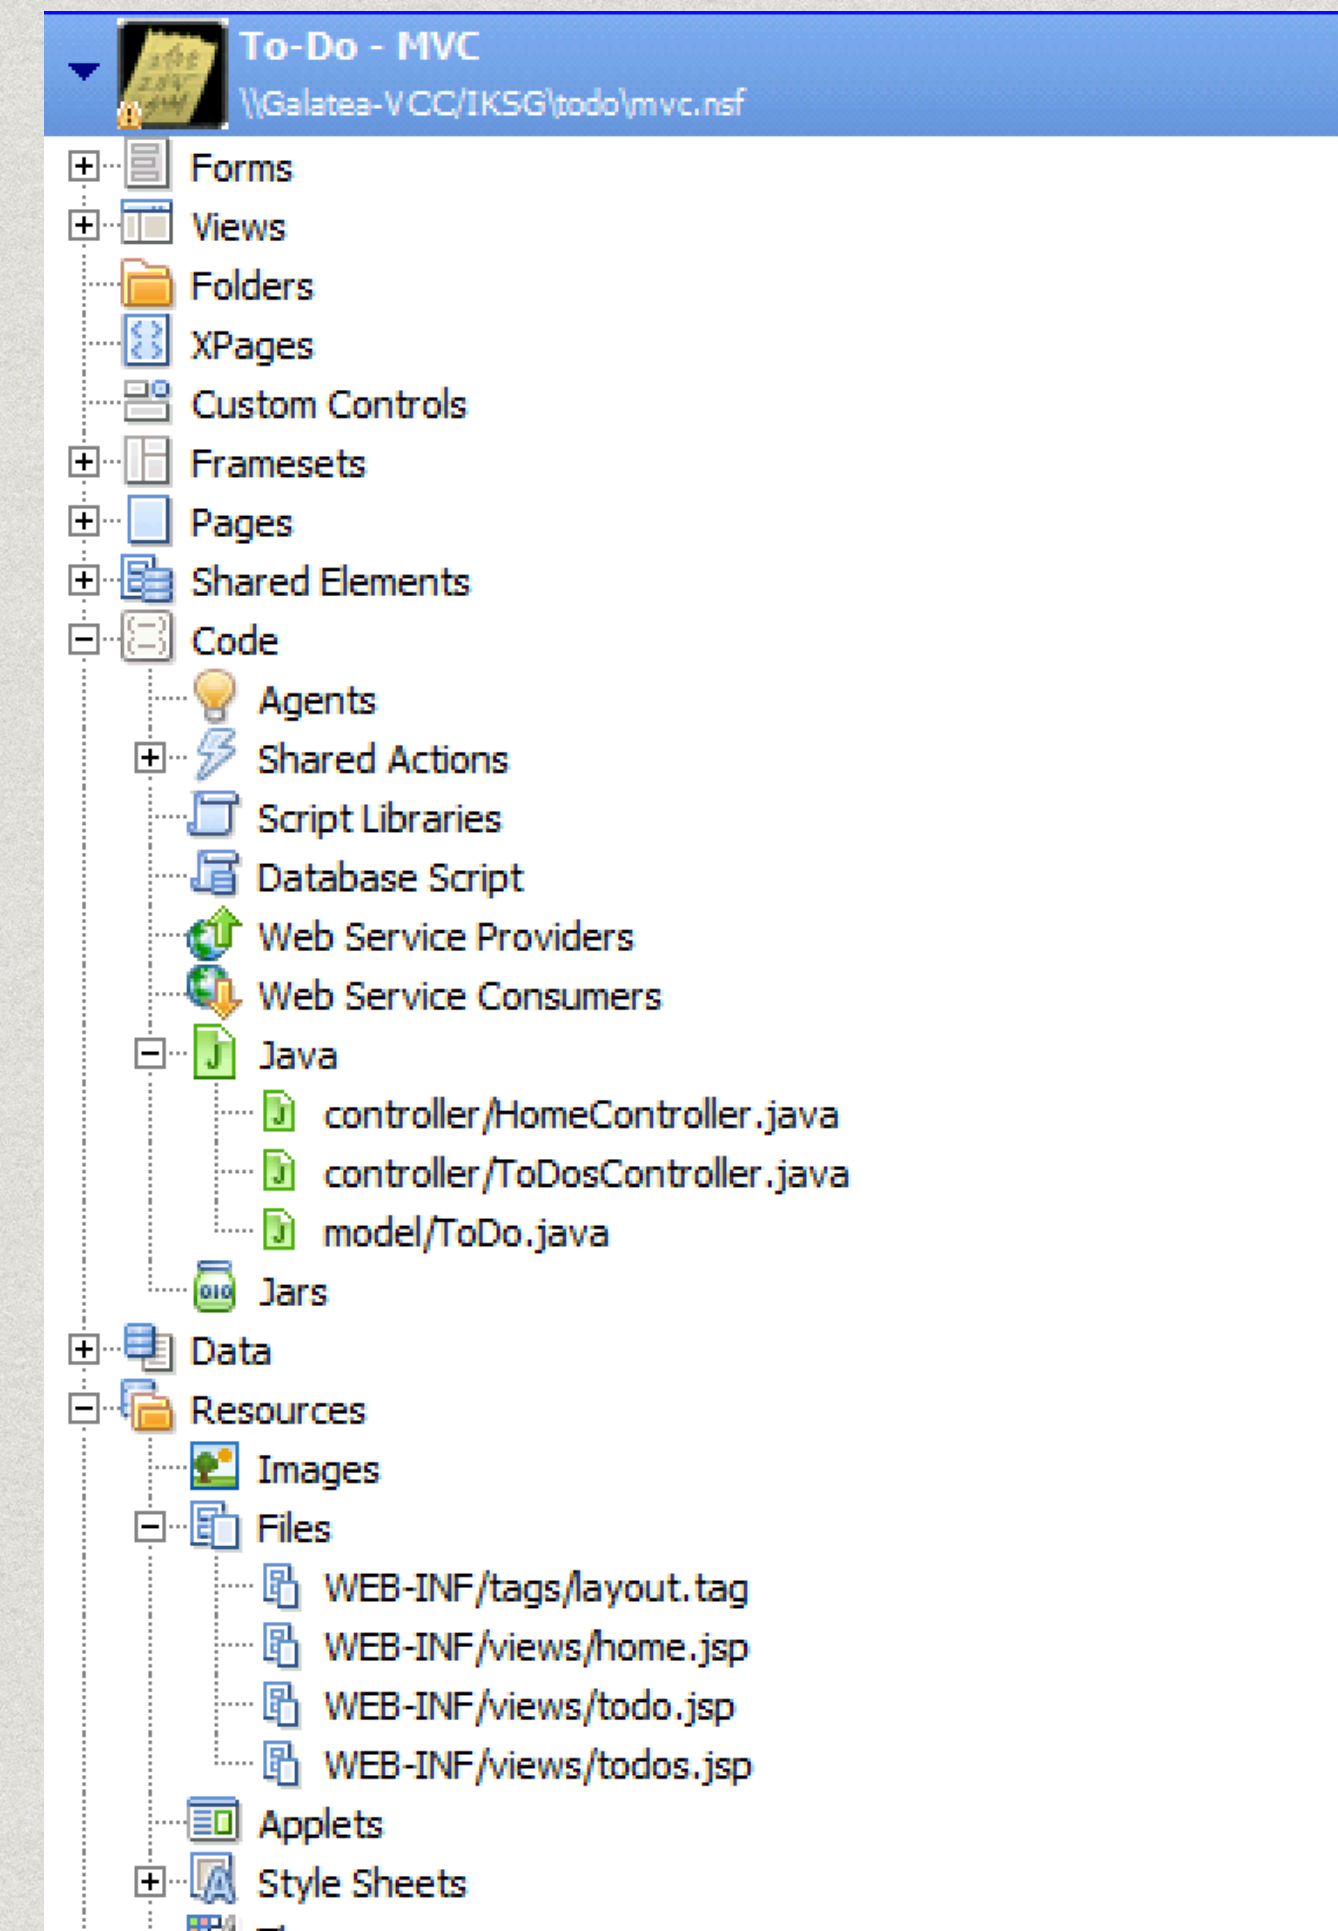 To-Do - MVC
\\Galatea-VCC/IKSG\todo\mvc.nsf
Forms
Views
Folders
XPages
Custom Controls
Framesets
Pages
Shared Elements
Code
Agents
Shared Actions
Script Libraries
Database Script
Web Service Providers
Web Service Consumers
Java
controller/HomeController.java
controller/ToDosController.java
model/ToDo.java
Jars
Data
Resources
Images
Files
WEB-INF/tags/layout.tag
WEB-INF/views/home.jsp
WEB-INF/views/todo.jsp
WEB-INF/views/todos.jsp
Applets
Style Sheets